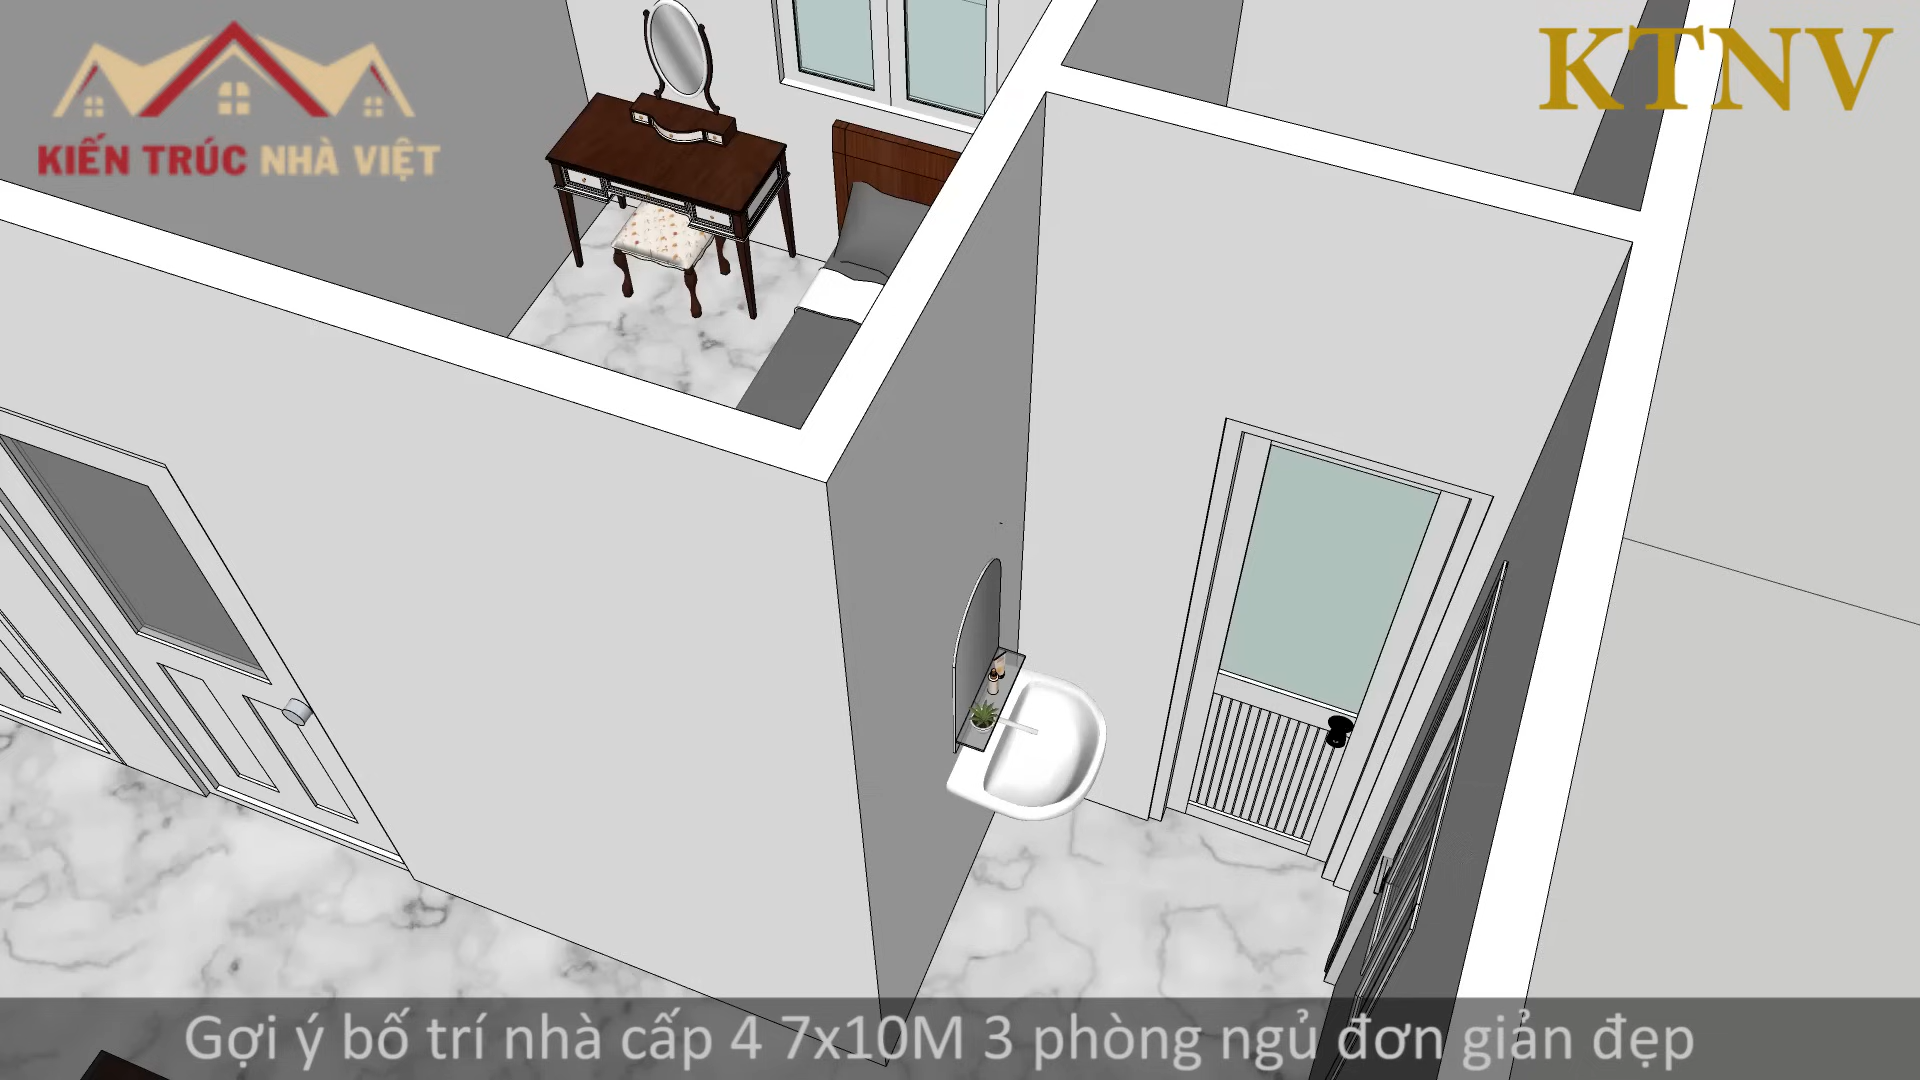 KTNV
KIẾN TRÚC NHÀ VIỆT
Gợi ý bố trí nhà cấp 4 7x10M 3 phòng ngủ đơn giản đẹp